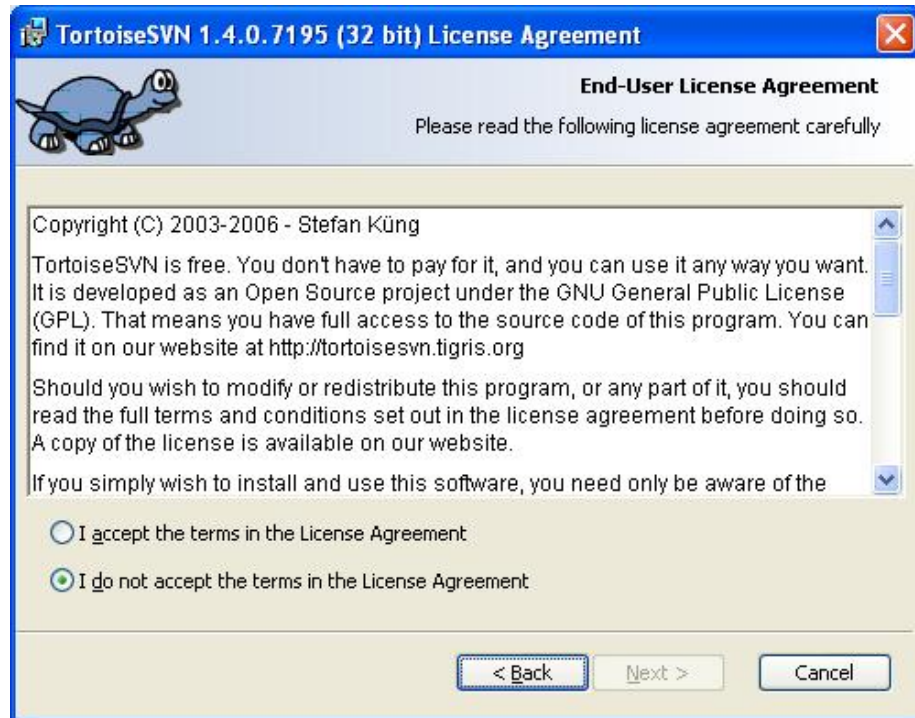 TortoiseSVN 1.4.0.7195 (32 bit) License Agreement
End-User License Agreement
Please read the following license agreement carefully
Copyright (C) 2003-2006 - Stefan Küng
TortoiseSVN is free. You don't have to pay for it, and you can use it any way you want.
It is developed as an Open Source project under the GNU General Public License
(GPL). That means you have full access to the source code of this program. You can
find it on our website at http://tortoisesvn.tigris.org
Should you wish to modify or redistribute this program, or any part of it, you should
read the full terms and conditions set out in the license agreement before doing so.
A copy of the license is available on our website.
If you simply wish to install and use this software, you need only be aware of the
I accept the terms in the License Agreement
I do not accept the terms in the License Agreement
< Back Next > Cancel